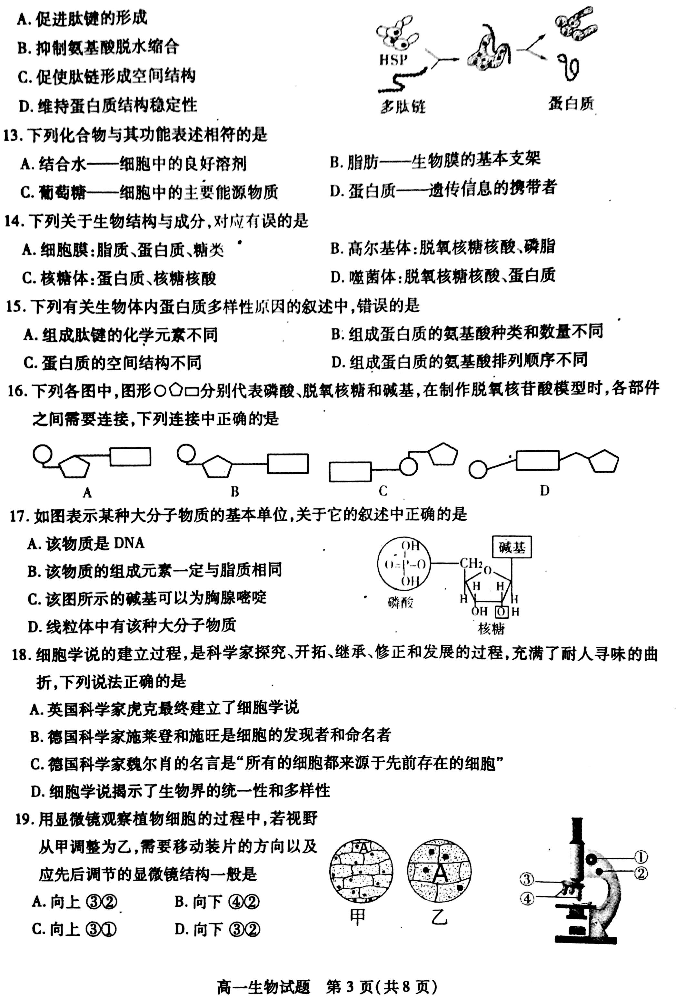 A. 促进肽键的形成
B. 抑制氨基酸脱水缩合
C. 促使肽链形成空间结构
D. 维持蛋白质结构稳定性
HSP
多肽链
蛋白质
13. 下列化合物与其功能表述相符的是
A. 结合水——细胞中的良好溶剂 B. 脂肪——生物膜的基本支架
C. 葡萄糖——细胞中的主要能源物质 D. 蛋白质——遗传信息的携带者
14. 下列关于生物结构与成分,对应有误的是
A. 细胞膜:脂质、蛋白质、糖类 B. 高尔基体:脱氧核糖核酸、磷脂
C. 核糖体:蛋白质、核糖核酸 D. 噬菌体:脱氧核糖核酸、蛋白质
15. 下列有关生物体内蛋白质多样性原因的叙述中,错误的是
A. 组成肽键的化学元素不同 B. 组成蛋白质的氨基酸种类和数量不同
C. 蛋白质的空间结构不同 D. 组成蛋白质的氨基酸排列顺序不同
16. 下列各图中,图形○⬠▭分别代表磷酸、脱氧核糖和碱基,在制作脱氧核苷酸模型时,各部件
之间需要连接,下列连接中正确的是
A B C D
17. 如图表示某种大分子物质的基本单位,关于它的叙述中正确的是
A. 该物质是 DNA
B. 该物质的组成元素一定与脂质相同
C. 该图所示的碱基可以为胸腺嘧啶
D. 线粒体中有该种大分子物质
OH
O=P-O
OH
磷酸
CH₂
O
碱基
H H
H H
OH O H
核糖
18. 细胞学说的建立过程,是科学家探究、开拓、继承、修正和发展的过程,充满了耐人寻味的曲
折,下列说法正确的是
A. 英国科学家虎克最终建立了细胞学说
B. 德国科学家施莱登和施旺是细胞的发现者和命名者
C. 德国科学家魏尔肖的名言是“所有的细胞都来源于先前存在的细胞”
D. 细胞学说揭示了生物界的统一性和多样性
19. 用显微镜观察植物细胞的过程中,若视野
从甲调整为乙,需要移动装片的方向以及
应先后调节的显微镜结构一般是
A. 向上 ③② B. 向下 ④②
C. 向上 ③① D. 向下 ③②
A
甲
A
乙
①
②
③
④
高一生物试题 第 3 页(共 8 页)